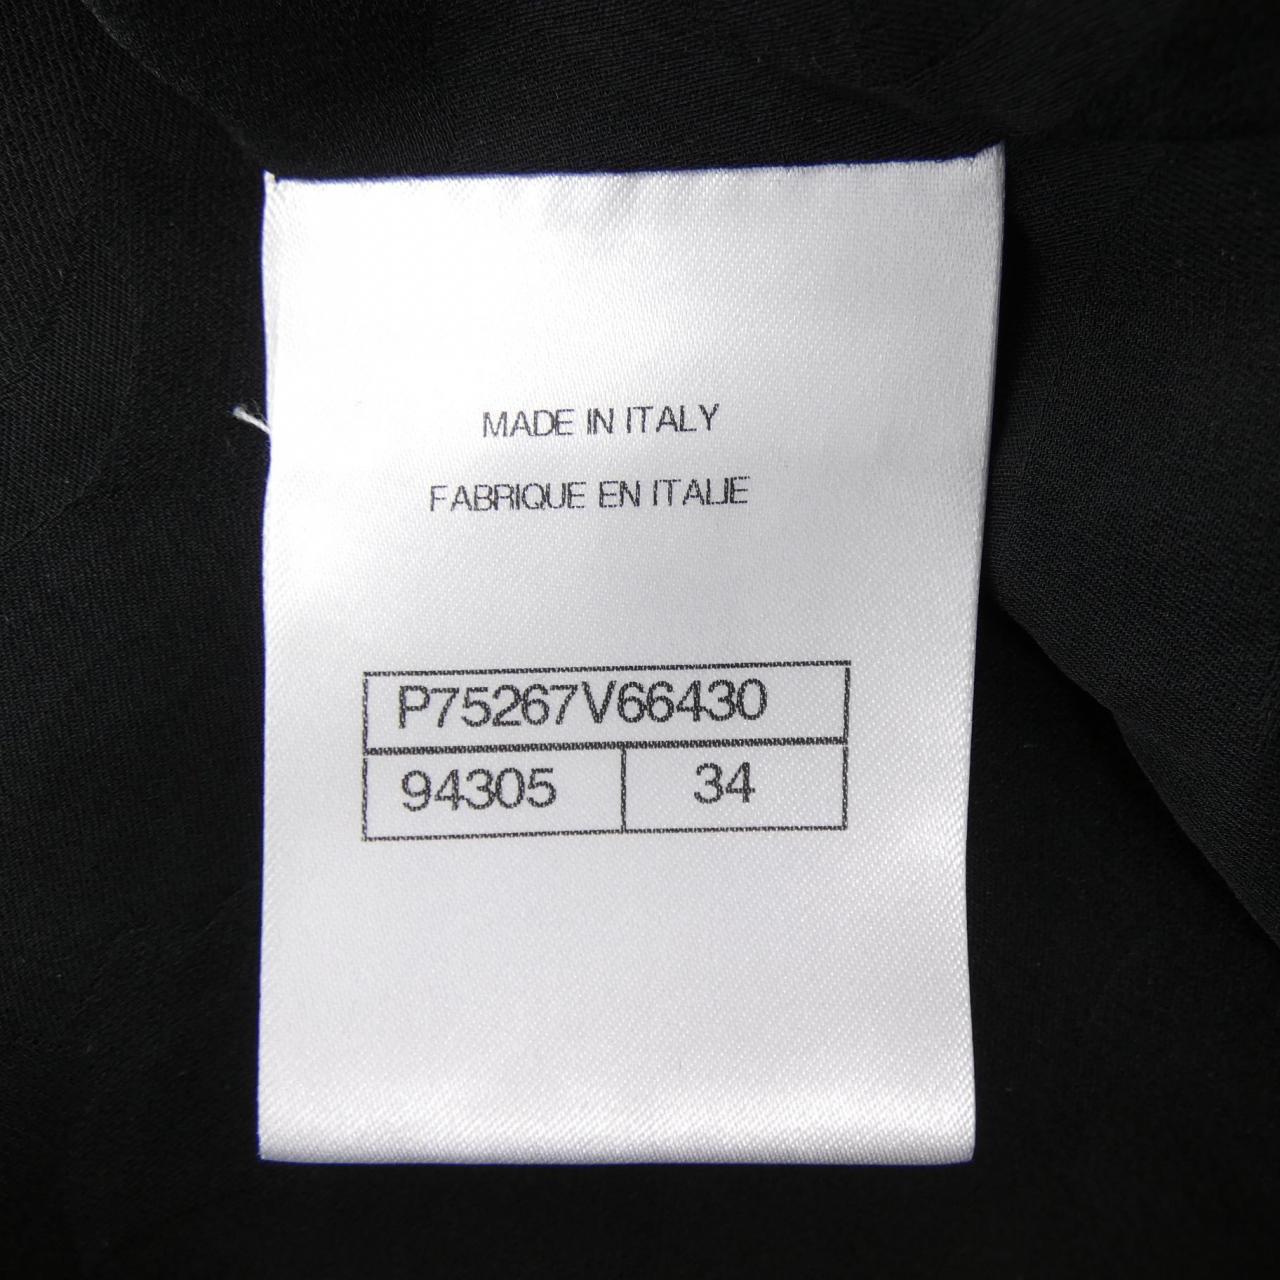 MADE IN ITALY
FABRIQUE EN ITALIE
P75267V66430
94305 34